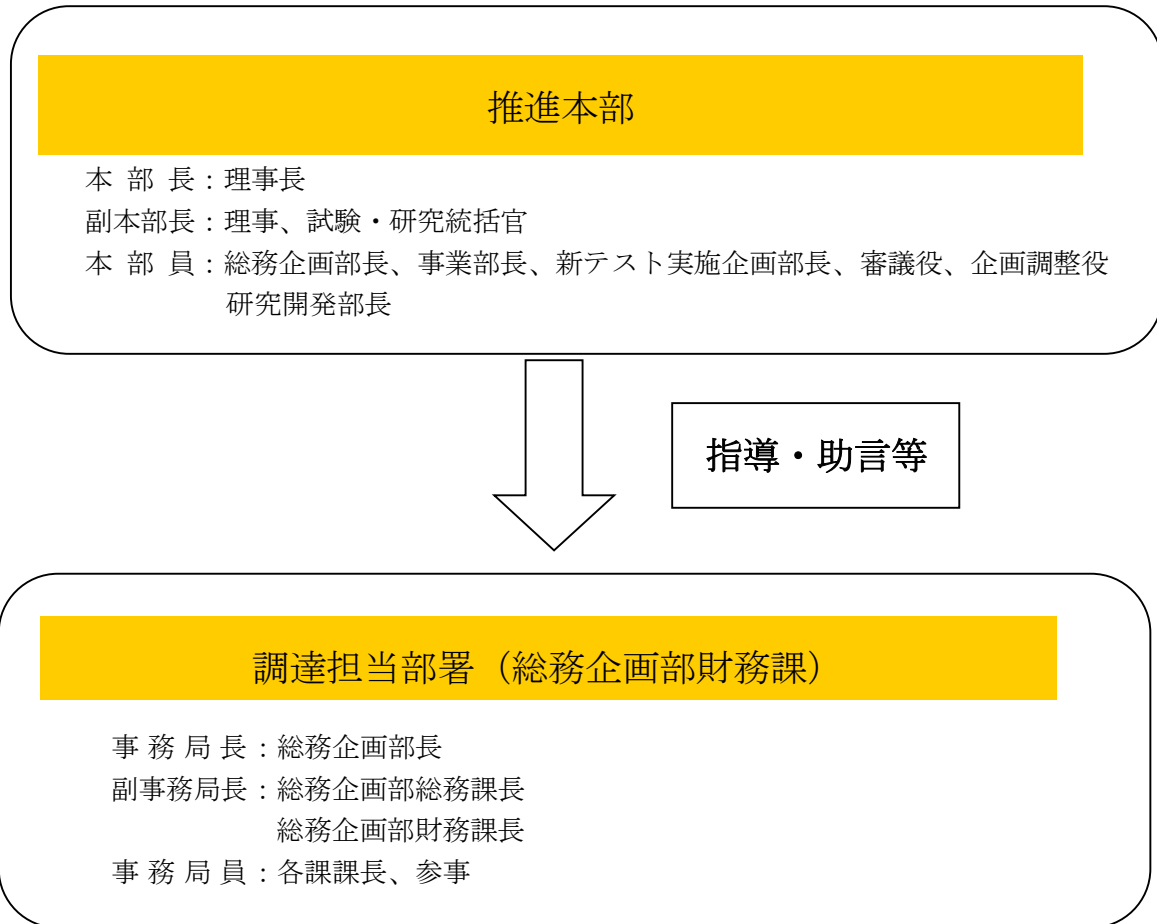 推進本部
本 部 長：理事長
副本部長：理事、試験・研究統括官
本 部 員：総務企画部長、事業部長、新テスト実施企画部長、審議役、企画調整役
研究開発部長
指導・助言等
調達担当部署（総務企画部財務課）
事 務 局 長：総務企画部長
副事務局長：総務企画部総務課長
総務企画部財務課長
事 務 局 員：各課課長、参事